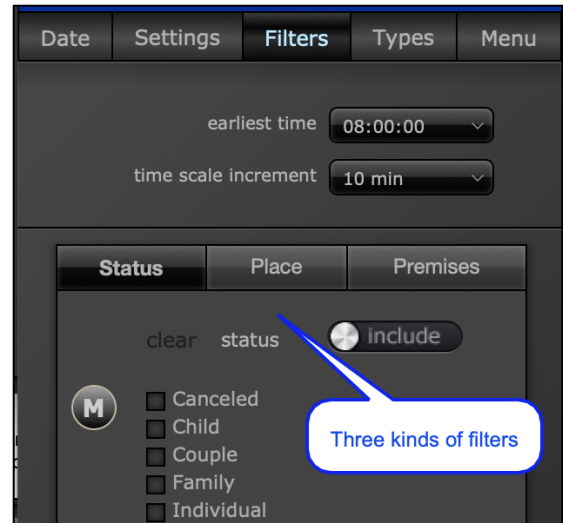 Date Settings Filters Types Menu
earliest time 08:00:00
time scale increment 10 min
Status Place Premises
clear status include
M
Canceled
Child
Couple
Family
Individual
Three kinds of filters